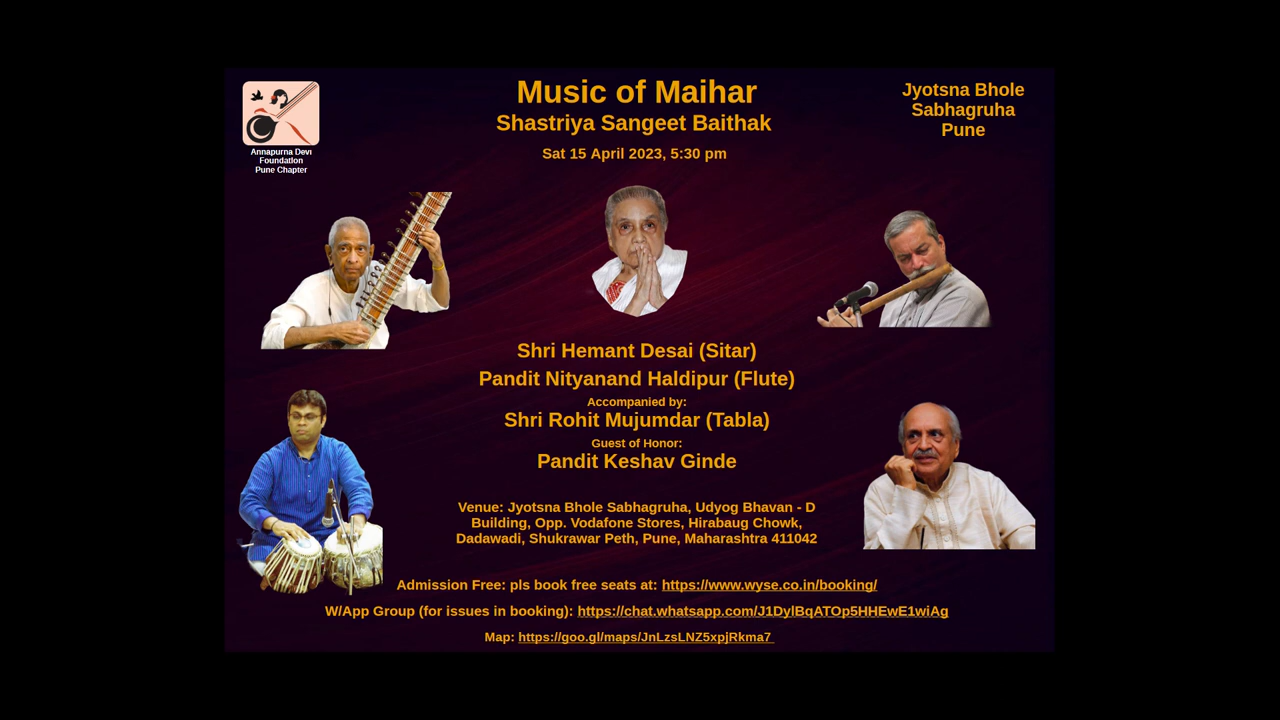 Music of Maihar
Shastriya Sangeet Baithak
Sat 15 April 2023, 5:30 pm
Jyotsna Bhole
Sabhagruha
Pune
Annapurna Devi
Foundation
Pune Chapter
Shri Hemant Desai (Sitar)
Pandit Nityanand Haldipur (Flute)
Accompanied by:
Shri Rohit Mujumdar (Tabla)
Guest of Honor:
Pandit Keshav Ginde
Venue: Jyotsna Bhole Sabhagruha, Udyog Bhavan - D
Building, Opp. Vodafone Stores, Hirabaug Chowk,
Dadawadi, Shukrawar Peth, Pune, Maharashtra 411042
Admission Free: pls book free seats at: https://www.wyse.co.in/booking/
W/App Group (for issues in booking): https://chat.whatsapp.com/J1DylBqATOp5HHEwE1wiAg
Map: https://goo.gl/maps/JnLzsLNZ5xpjRkma7